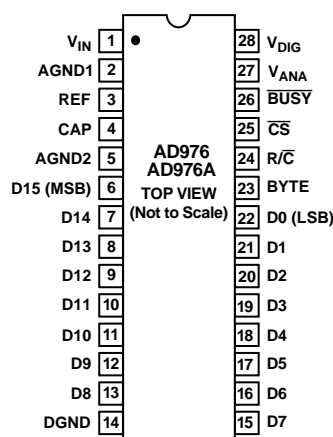 V_IN 1
AGND1 2
REF 3
CAP 4
AGND2 5
D15 (MSB) 6
D14 7
D13 8
D12 9
D11 10
D10 11
D9 12
D8 13
DGND 14
AD976
AD976A
TOP VIEW
(Not to Scale)
28 V_DIG
27 V_ANA
26 B̅U̅S̅Y̅
25 C̅S̅
24 R/C̅
23 BYTE
22 D0 (LSB)
21 D1
20 D2
19 D3
18 D4
17 D5
16 D6
15 D7